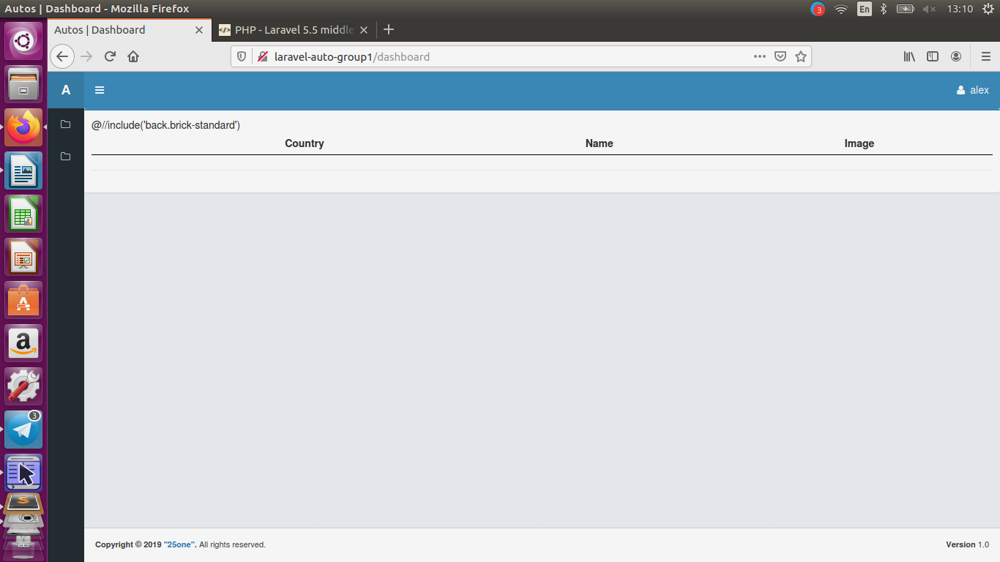 Autos | Dashboard - Mozilla Firefox
3
En
13:10
Autos | Dashboard
PHP - Laravel 5.5 middle
laravel-auto-group1/dashboard
A
alex
@//include('back.brick-standard')
Country Name Image
3
Copyright © 2019 "25one". All rights reserved.
Version 1.0